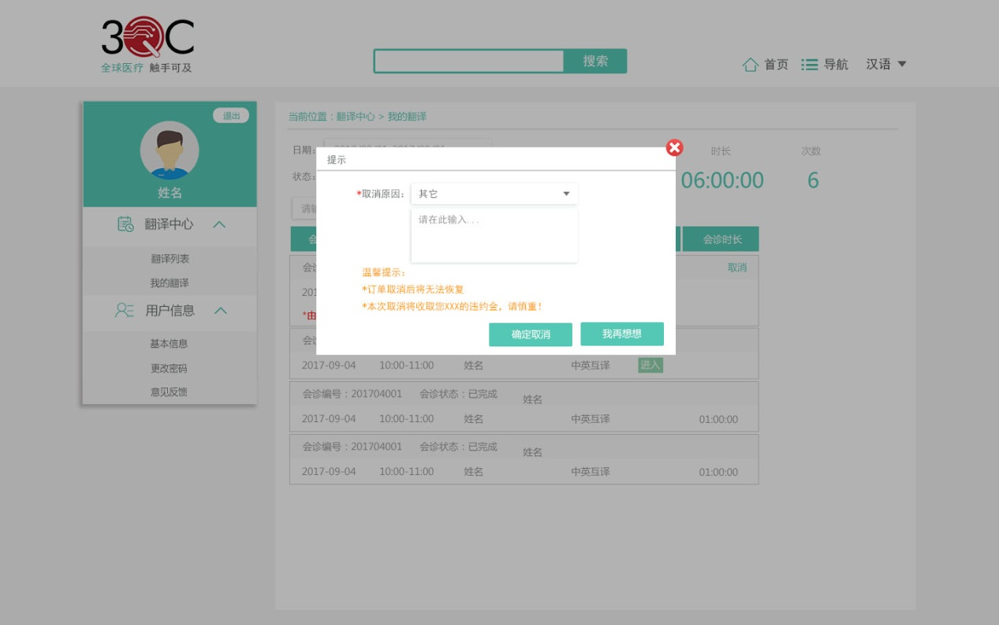 3QC
全球医疗 触手可及
搜索
首页
导航
汉语
退出
姓名
翻译中心
翻译列表
我的翻译
用户信息
基本信息
更改密码
意见反馈
当前位置：翻译中心 > 我的翻译
日期:
状态:
时长
次数
06:00:00
6
提示
*取消原因：
其它
请在此输入...
温馨提示：
*订单取消后将无法恢复
*本次取消将收取您XXX的违约金，请慎重！
确定取消
我再想想
会诊时长
取消
*由
2017-09-04 10:00-11:00 姓名 中英互译 进入
会诊编号：201704001 会诊状态：已完成 姓名
2017-09-04 10:00-11:00 姓名 中英互译 01:00:00
会诊编号：201704001 会诊状态：已完成 姓名
2017-09-04 10:00-11:00 姓名 中英互译 01:00:00